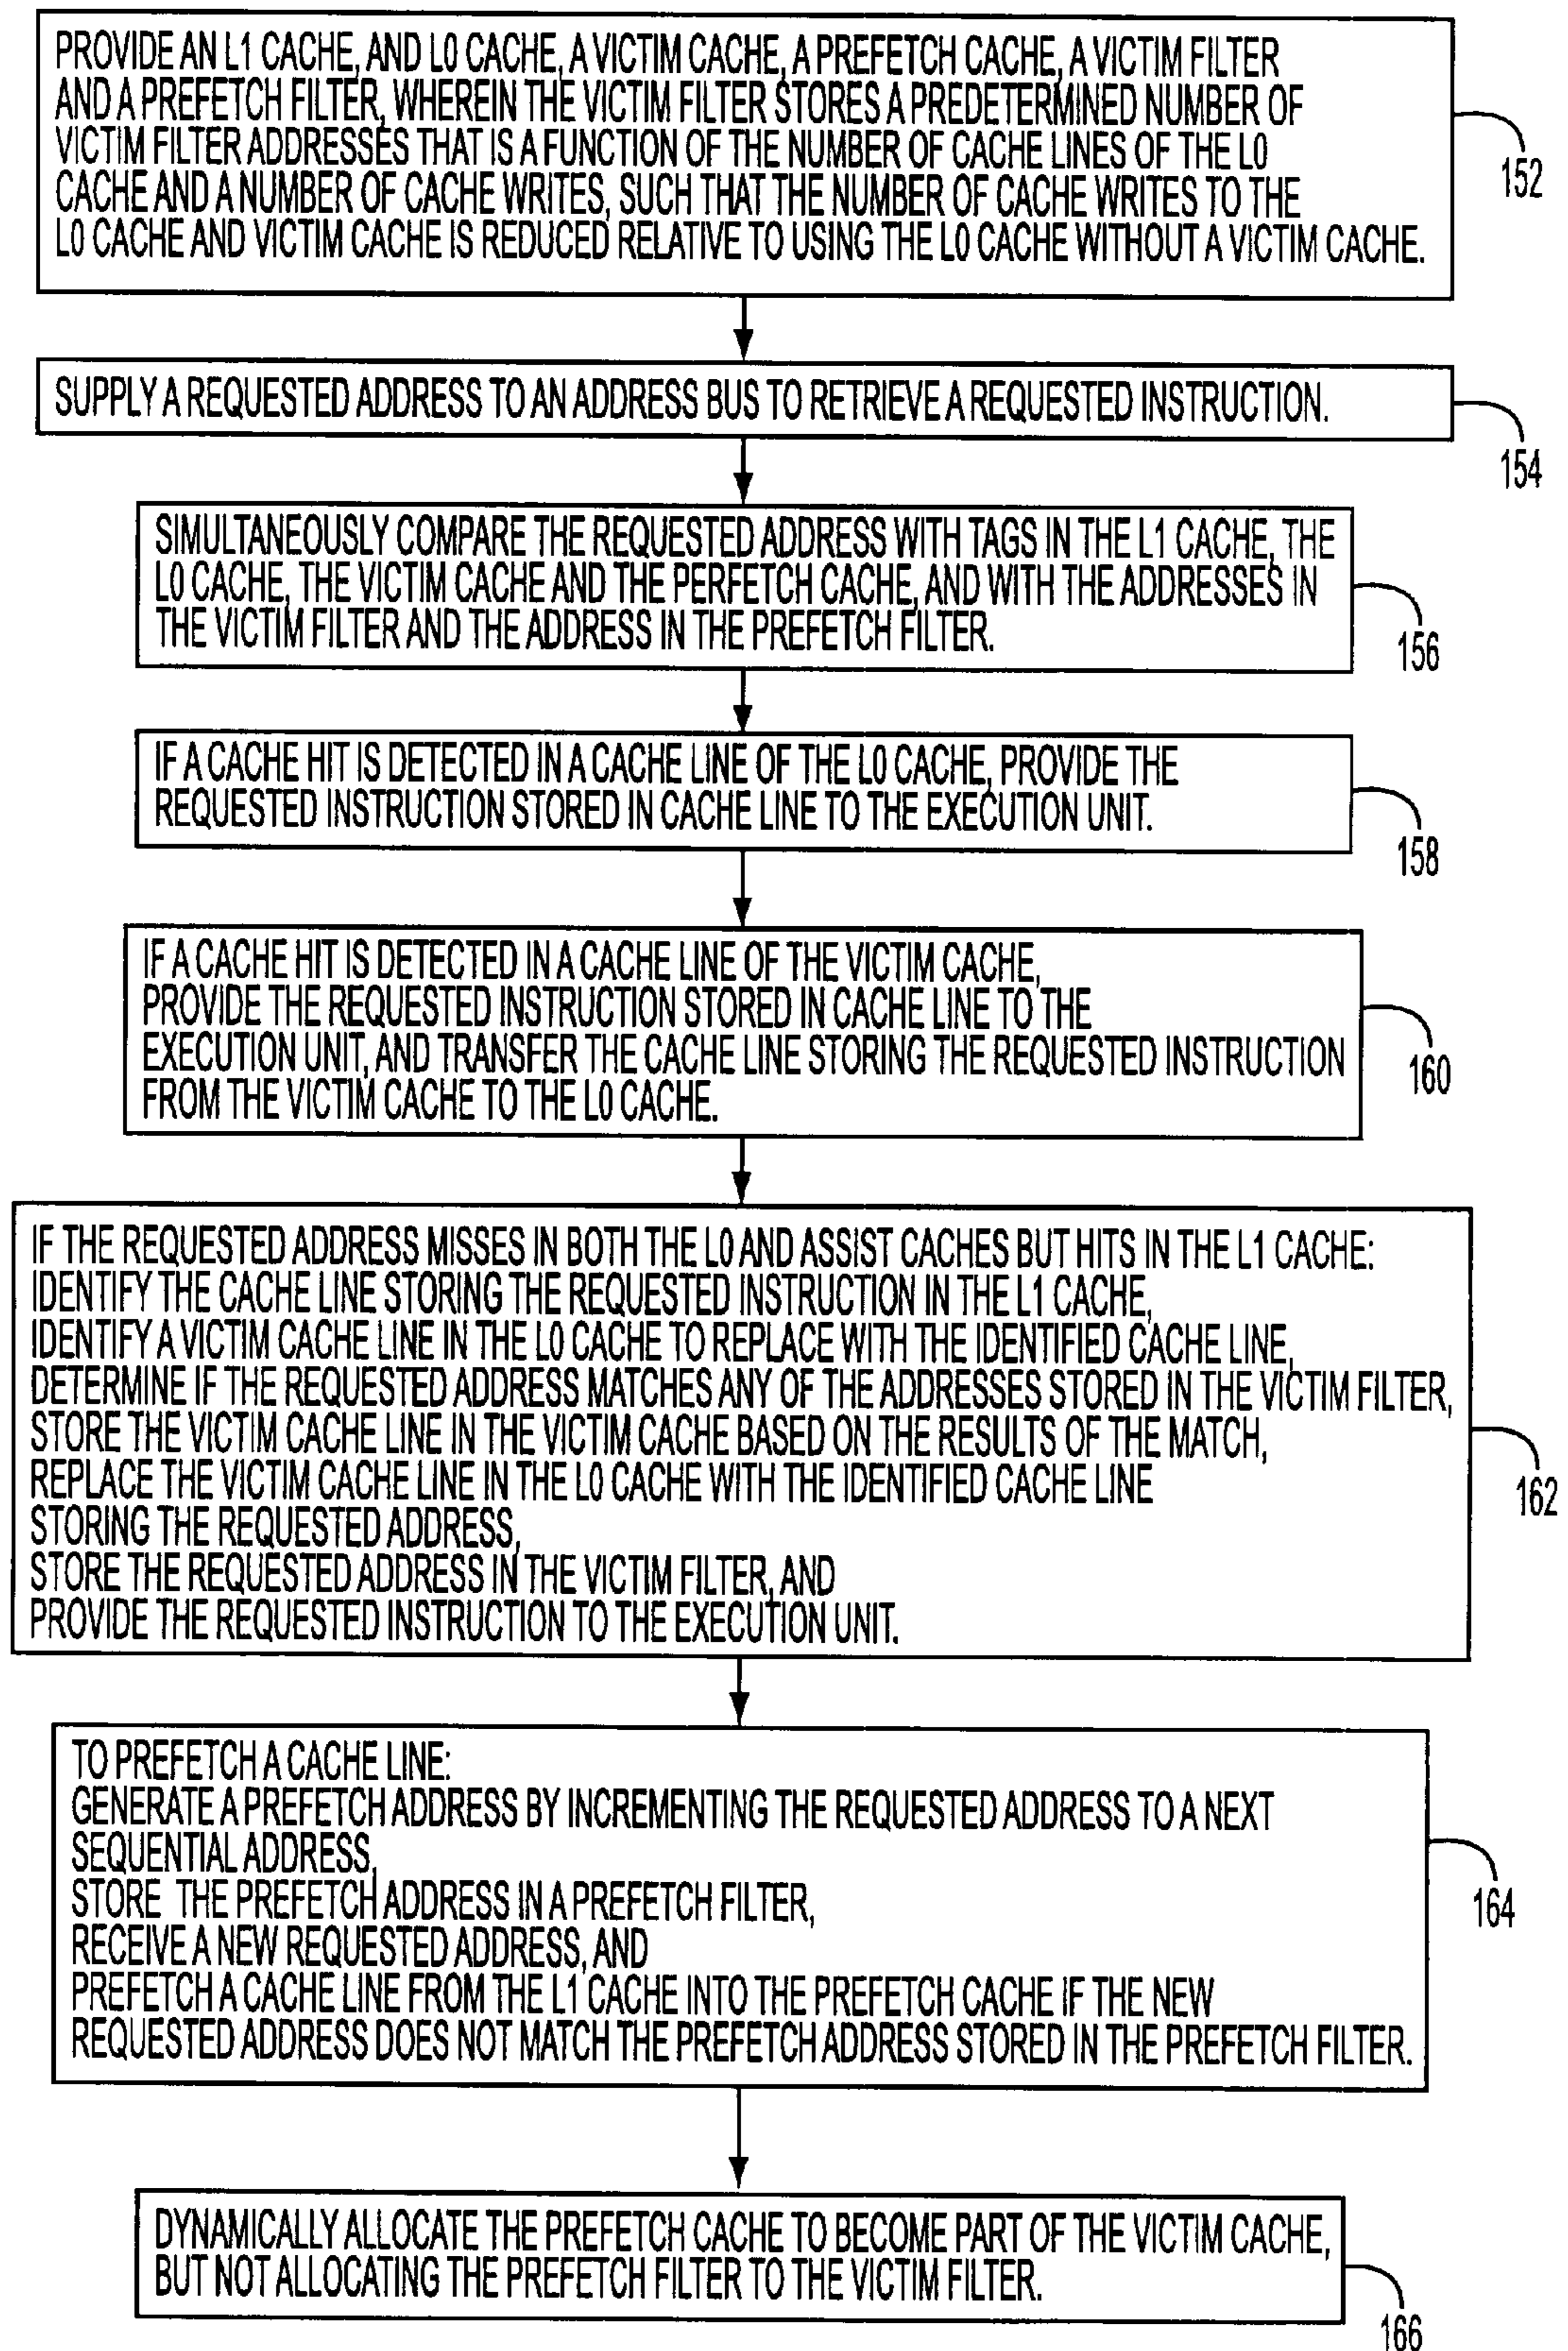 PROVIDE AN L1 CACHE, AND L0 CACHE, A VICTIM CACHE, A PREFETCH CACHE, A VICTIM FILTER
AND A PREFETCH FILTER, WHEREIN THE VICTIM FILTER STORES A PREDETERMINED NUMBER OF
VICTIM FILTER ADDRESSES THAT IS A FUNCTION OF THE NUMBER OF CACHE LINES OF THE L0
CACHE AND A NUMBER OF CACHE WRITES, SUCH THAT THE NUMBER OF CACHE WRITES TO THE
L0 CACHE AND VICTIM CACHE IS REDUCED RELATIVE TO USING THE L0 CACHE WITHOUT A VICTIM CACHE.
152
SUPPLY A REQUESTED ADDRESS TO AN ADDRESS BUS TO RETRIEVE A REQUESTED INSTRUCTION.
154
SIMULTANEOUSLY COMPARE THE REQUESTED ADDRESS WITH TAGS IN THE L1 CACHE, THE
L0 CACHE, THE VICTIM CACHE AND THE PERFETCH CACHE, AND WITH THE ADDRESSES IN
THE VICTIM FILTER AND THE ADDRESS IN THE PREFETCH FILTER.
156
IF A CACHE HIT IS DETECTED IN A CACHE LINE OF THE L0 CACHE, PROVIDE THE
REQUESTED INSTRUCTION STORED IN CACHE LINE TO THE EXECUTION UNIT.
158
IF A CACHE HIT IS DETECTED IN A CACHE LINE OF THE VICTIM CACHE,
PROVIDE THE REQUESTED INSTRUCTION STORED IN CACHE LINE TO THE
EXECUTION UNIT, AND TRANSFER THE CACHE LINE STORING THE REQUESTED INSTRUCTION
FROM THE VICTIM CACHE TO THE L0 CACHE.
160
IF THE REQUESTED ADDRESS MISSES IN BOTH THE L0 AND ASSIST CACHES BUT HITS IN THE L1 CACHE:
IDENTIFY THE CACHE LINE STORING THE REQUESTED INSTRUCTION IN THE L1 CACHE,
IDENTIFY A VICTIM CACHE LINE IN THE L0 CACHE TO REPLACE WITH THE IDENTIFIED CACHE LINE,
DETERMINE IF THE REQUESTED ADDRESS MATCHES ANY OF THE ADDRESSES STORED IN THE VICTIM FILTER,
STORE THE VICTIM CACHE LINE IN THE VICTIM CACHE BASED ON THE RESULTS OF THE MATCH,
REPLACE THE VICTIM CACHE LINE IN THE L0 CACHE WITH THE IDENTIFIED CACHE LINE
STORING THE REQUESTED ADDRESS,
STORE THE REQUESTED ADDRESS IN THE VICTIM FILTER, AND
PROVIDE THE REQUESTED INSTRUCTION TO THE EXECUTION UNIT.
162
TO PREFETCH A CACHE LINE:
GENERATE A PREFETCH ADDRESS BY INCREMENTING THE REQUESTED ADDRESS TO A NEXT
SEQUENTIAL ADDRESS,
STORE THE PREFETCH ADDRESS IN A PREFETCH FILTER,
RECEIVE A NEW REQUESTED ADDRESS, AND
PREFETCH A CACHE LINE FROM THE L1 CACHE INTO THE PREFETCH CACHE IF THE NEW
REQUESTED ADDRESS DOES NOT MATCH THE PREFETCH ADDRESS STORED IN THE PREFETCH FILTER.
164
DYNAMICALLY ALLOCATE THE PREFETCH CACHE TO BECOME PART OF THE VICTIM CACHE,
BUT NOT ALLOCATING THE PREFETCH FILTER TO THE VICTIM FILTER.
166